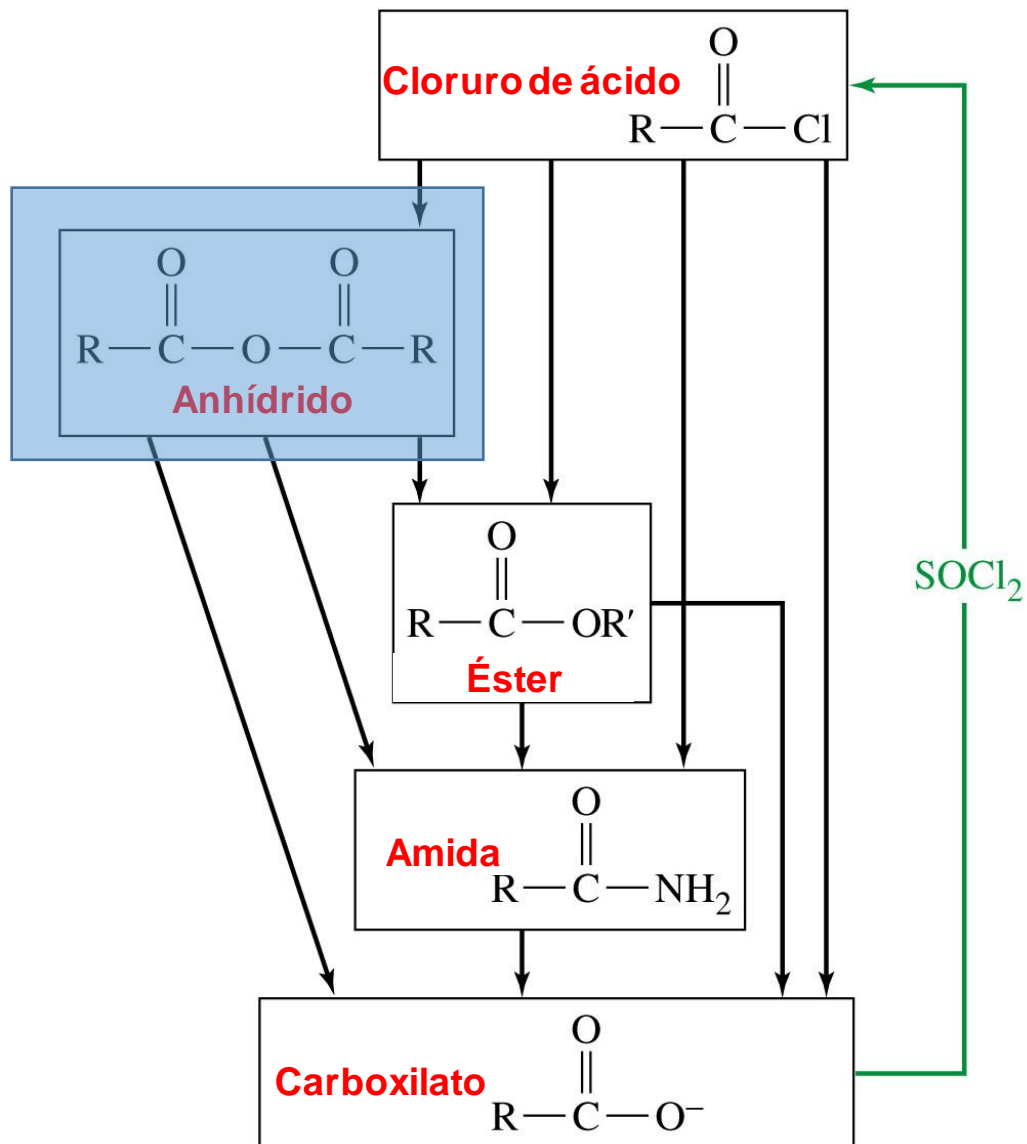 O
Cloruro de ácido
R—C—Cl
O O
R—C—O—C—R
Anhídrido
O
R—C—OR′
Éster
SOCl₂
O
Amida
R—C—NH₂
O
Carboxilato
R—C—O⁻